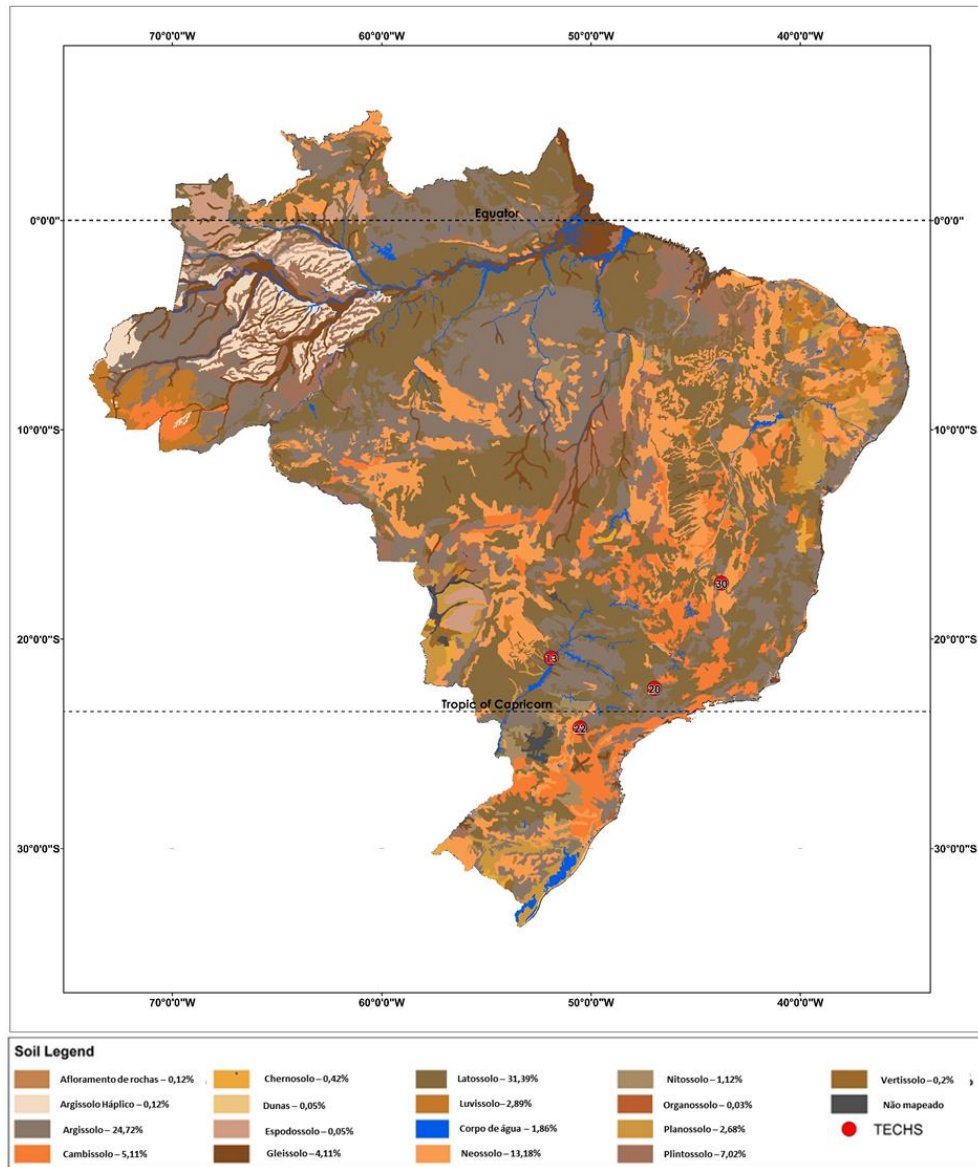 70°0'0"W 60°0'0"W 50°0'0"W 40°0'0"W
0°0'0" Equator 0°0'0"
10°0'0"S 10°0'0"S
30
20°0'0"S 20°0'0"S
13
20
Tropic of Capricorn
22
30°0'0"S 30°0'0"S
70°0'0"W 60°0'0"W 50°0'0"W 40°0'0"W
Soil Legend
Afloramento de rochas – 0,12% Chernosolo – 0,42% Latossolo – 31,39% Nitossolo – 1,12% Vertissolo – 0,2%
Argissolo Háplico – 0,12% Dunas – 0,05% Luvissolo – 2,89% Organossolo – 0,03% Não mapeado
Argissolo – 24,72% Espodossolo – 0,05% Corpo de água – 1,86% Planossolo – 2,68% TECHS
Cambissolo – 5,11% Gleissolo – 4,11% Neossolo – 13,18% Plintossolo – 7,02%